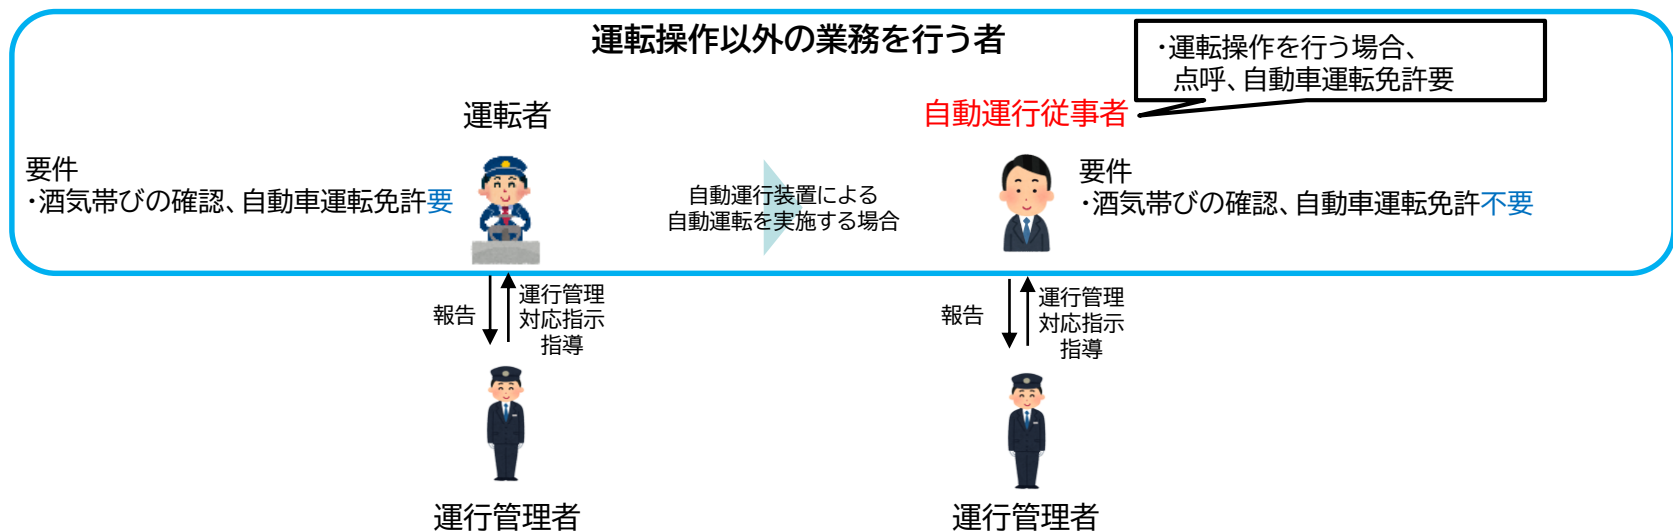 運転操作以外の業務を行う者
・運転操作を行う場合、
点呼、自動車運転免許要
運転者
自動運行従事者
要件
・酒気帯びの確認、自動車運転免許要
自動運行装置による
自動運転を実施する場合
要件
・酒気帯びの確認、自動車運転免許不要
報告
運行管理
対応指示
指導
報告
運行管理
対応指示
指導
運行管理者
運行管理者